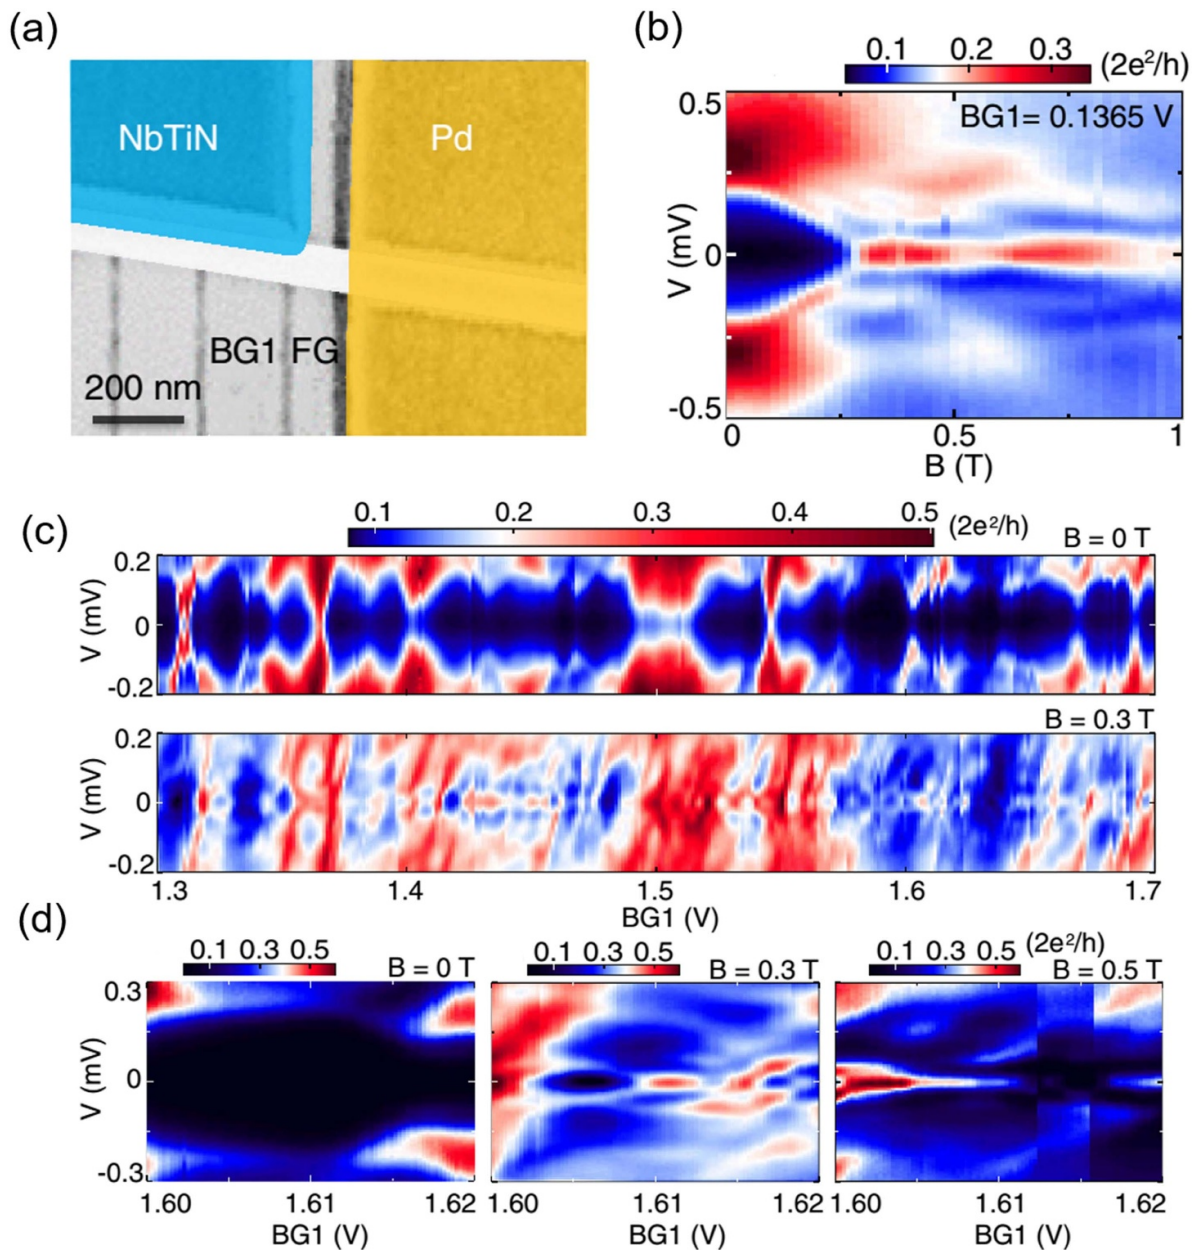 (a)
NbTiN
Pd
BG1 FG
200 nm
(b)
0.1 0.2 0.3 (2e²/h)
BG1= 0.1365 V
0.5
0
-0.5
V (mV)
0 0.5 1
B (T)
(c)
0.1 0.2 0.3 0.4 0.5 (2e²/h)
B = 0 T
0.2
0
-0.2
V (mV)
B = 0.3 T
0.2
0
-0.2
V (mV)
1.3 1.4 1.5 1.6 1.7
BG1 (V)
(d)
0.1 0.3 0.5
B = 0 T
0.1 0.3 0.5
B = 0.3 T
0.1 0.3 0.5 (2e²/h)
B = 0.5 T
0.3
0
-0.3
V (mV)
1.60 1.61 1.62
BG1 (V)
1.60 1.61 1.62
BG1 (V)
1.60 1.61 1.62
BG1 (V)